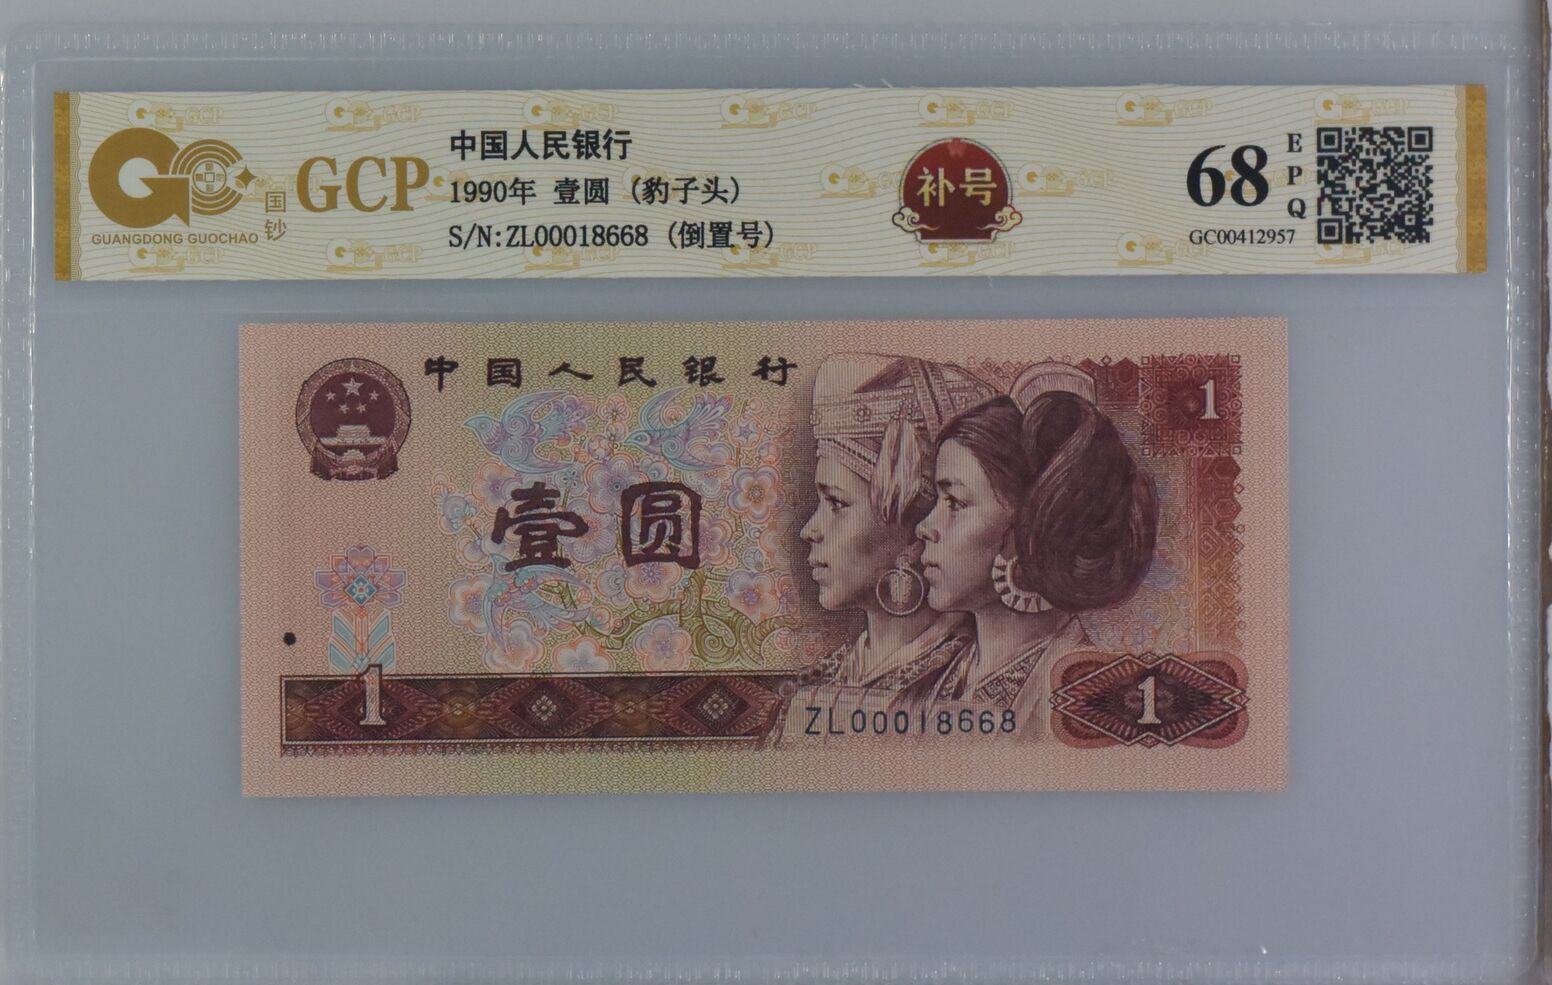 GUANGDONG GUOCHAO
国钞
GCP
中国人民银行
1990年 壹圆 (豹子头)
S/N:ZL00018668 (倒置号)
补号
68
EPQ
GC00412957
中国人民银行
1
壹圆
1
ZL00018668
1